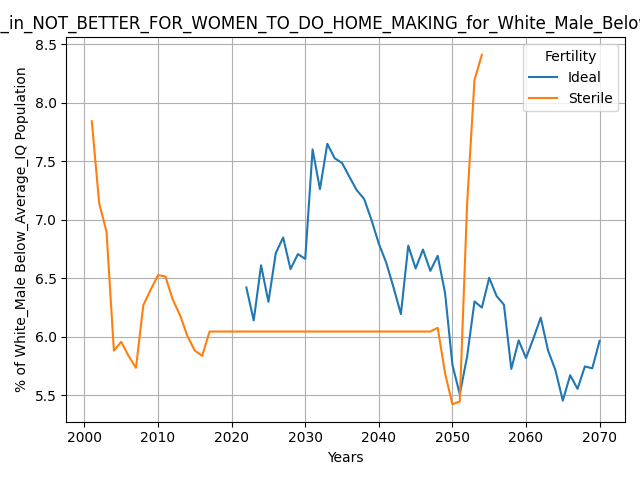 _in_NOT_BETTER_FOR_WOMEN_TO_DO_HOME_MAKING_for_White_Male_Below
8.5
8.0
7.5
7.0
6.5
6.0
5.5
% of White_Male Below_Average_IQ Population
Fertility
Ideal
Sterile
2000 2010 2020 2030 2040 2050 2060 2070
Years